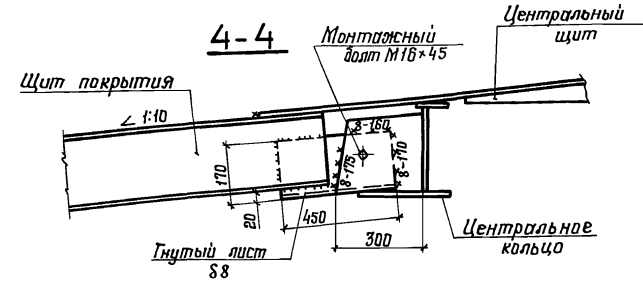 4-4
Центральный
щит
Монтажный
болт М16×45
Щит покрытия
∠ 1:10
8-160
8-170
8-175
170
20
450
300
Гнутый лист
δ8
Центральное
кольцо